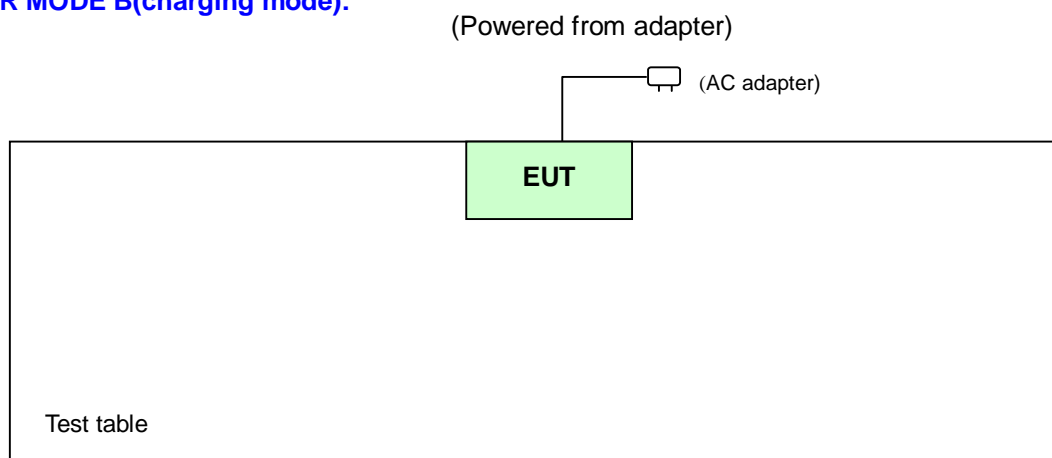 R MODE B(charging mode):
(Powered from adapter)
(AC adapter)
EUT
Test table